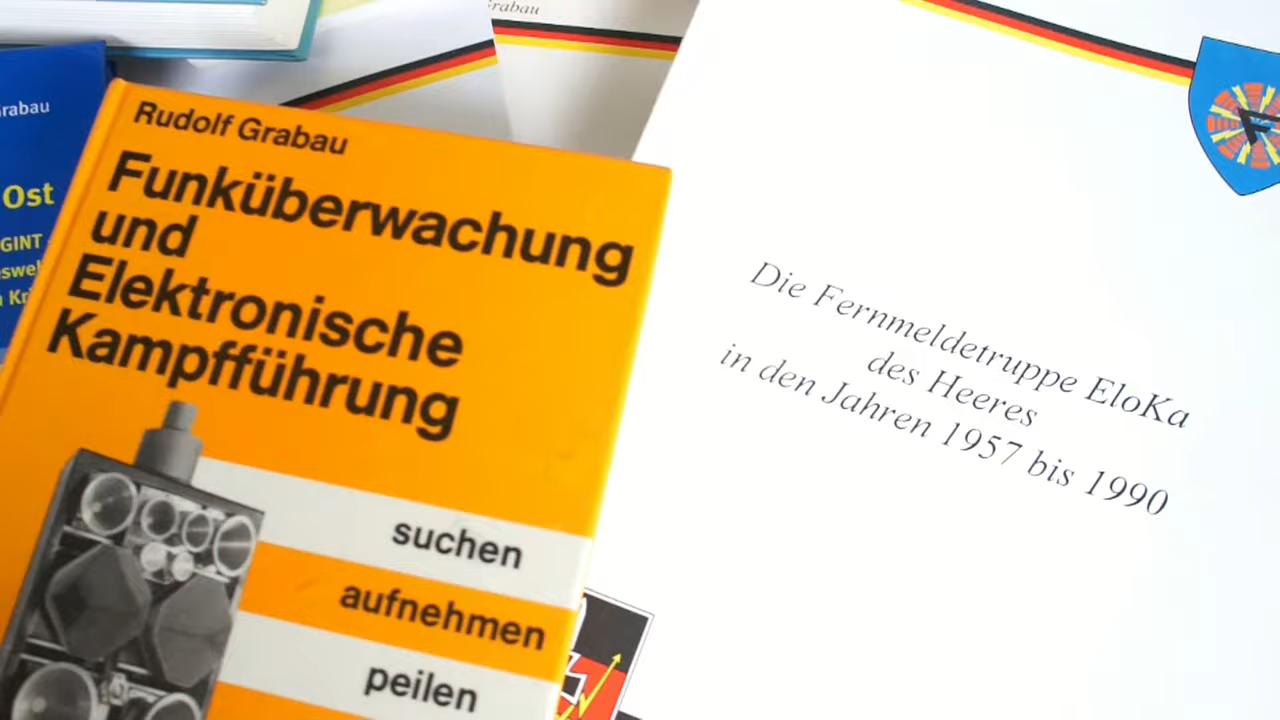 Grabau
Grabau
Ost
GINT
Rudolf Grabau
Funküberwachung
und
Elektronische
Kampfführung
suchen
aufnehmen
peilen
Die Fernmeldetruppe EloKa
des Heeres
in den Jahren 1957 bis 1990